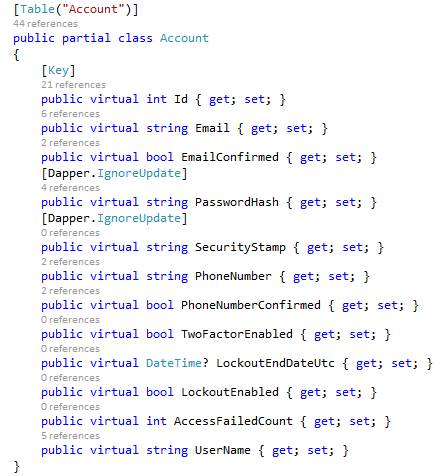 [Table("Account")]
44 references
public partial class Account
{
[Key]
21 references
public virtual int Id { get; set; }
6 references
public virtual string Email { get; set; }
2 references
public virtual bool EmailConfirmed { get; set; }
[Dapper.IgnoreUpdate]
4 references
public virtual string PasswordHash { get; set; }
[Dapper.IgnoreUpdate]
0 references
public virtual string SecurityStamp { get; set; }
2 references
public virtual string PhoneNumber { get; set; }
2 references
public virtual bool PhoneNumberConfirmed { get; set; }
0 references
public virtual bool TwoFactorEnabled { get; set; }
0 references
public virtual DateTime? LockoutEndDateUtc { get; set; }
0 references
public virtual bool LockoutEnabled { get; set; }
0 references
public virtual int AccessFailedCount { get; set; }
5 references
public virtual string UserName { get; set; }
}